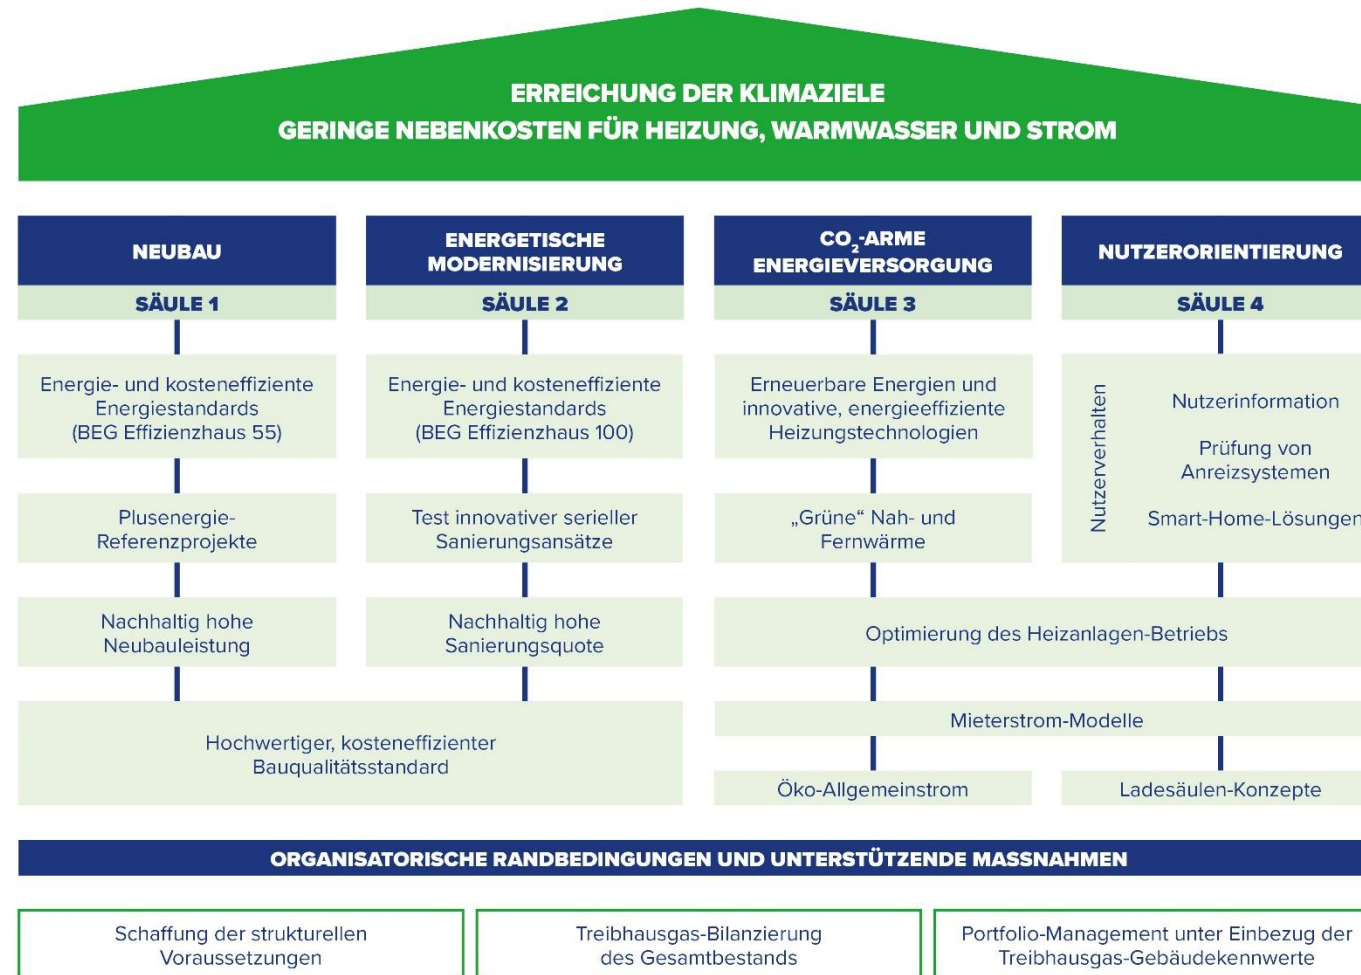 ERREICHUNG DER KLIMAZIELE
GERINGE NEBENKOSTEN FÜR HEIZUNG, WARMWASSER UND STROM
NEUBAU
SÄULE 1
Energie- und kosteneffiziente
Energiestandards
(BEG Effizienzhaus 55)
Plusenergie-
Referenzprojekte
Nachhaltig hohe
Neubauleistung
ENERGETISCHE
MODERNISIERUNG
SÄULE 2
Energie- und kosteneffiziente
Energiestandards
(BEG Effizienzhaus 100)
Test innovativer serieller
Sanierungsansätze
Nachhaltig hohe
Sanierungsquote
Hochwertiger, kosteneffizienter
Bauqualitätsstandard
CO₂-ARME
ENERGIEVERSORGUNG
SÄULE 3
Erneuerbare Energien und
innovative, energieeffiziente
Heizungstechnologien
„Grüne“ Nah- und
Fernwärme
NUTZERORIENTIERUNG
SÄULE 4
Nutzerverhalten
Nutzerinformation
Prüfung von
Anreizsystemen
Smart-Home-Lösungen
Optimierung des Heizanlagen-Betriebs
Mieterstrom-Modelle
Öko-Allgemeinstrom
Ladesäulen-Konzepte
ORGANISATORISCHE RANDBEDINGUNGEN UND UNTERSTÜTZENDE MASSNAHMEN
Schaffung der strukturellen
Voraussetzungen
Treibhausgas-Bilanzierung
des Gesamtbestands
Portfolio-Management unter Einbezug der
Treibhausgas-Gebäudekennwerte